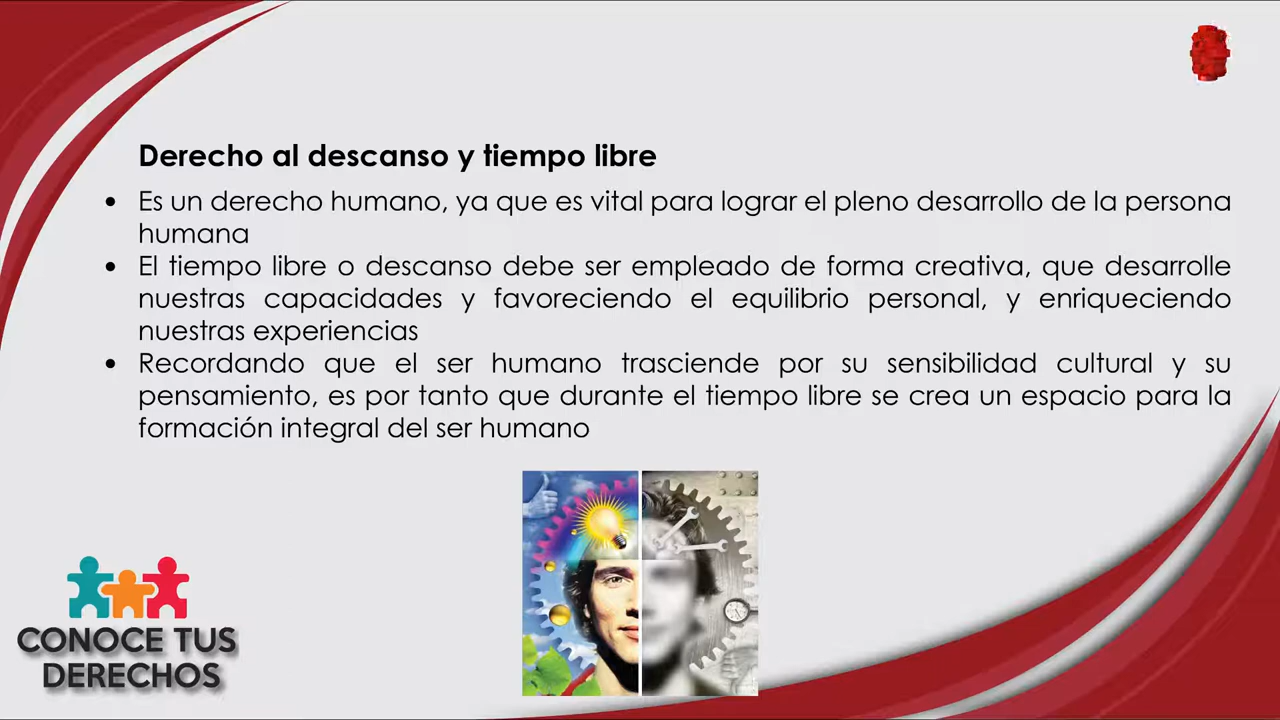 Derecho al descanso y tiempo libre
• Es un derecho humano, ya que es vital para lograr el pleno desarrollo de la persona
humana
• El tiempo libre o descanso debe ser empleado de forma creativa, que desarrolle
nuestras capacidades y favoreciendo el equilibrio personal, y enriqueciendo
nuestras experiencias
• Recordando que el ser humano trasciende por su sensibilidad cultural y su
pensamiento, es por tanto que durante el tiempo libre se crea un espacio para la
formación integral del ser humano
CONOCE TUS
DERECHOS